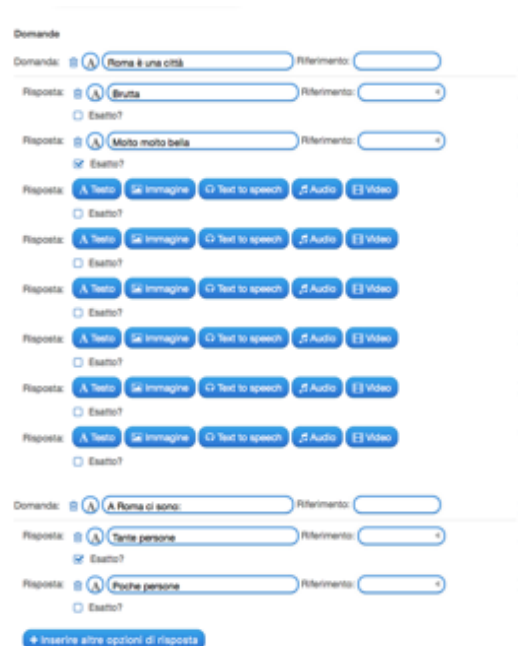 Domande
Domanda: A Roma è una città Riferimento:
Risposta: A Brutta Riferimento:
Esatto?
Risposta: A Molto molto bella Riferimento:
Esatto?
Risposta: A Testo Immagine Text to speech Audio Video
Esatto?
Risposta: A Testo Immagine Text to speech Audio Video
Esatto?
Risposta: A Testo Immagine Text to speech Audio Video
Esatto?
Risposta: A Testo Immagine Text to speech Audio Video
Esatto?
Risposta: A Testo Immagine Text to speech Audio Video
Esatto?
Risposta: A Testo Immagine Text to speech Audio Video
Esatto?
Domanda: A A Roma ci sono: Riferimento:
Risposta: A Tante persone Riferimento:
Esatto?
Risposta: A Poche persone Riferimento:
Esatto?
+ Inserire altre opzioni di risposta